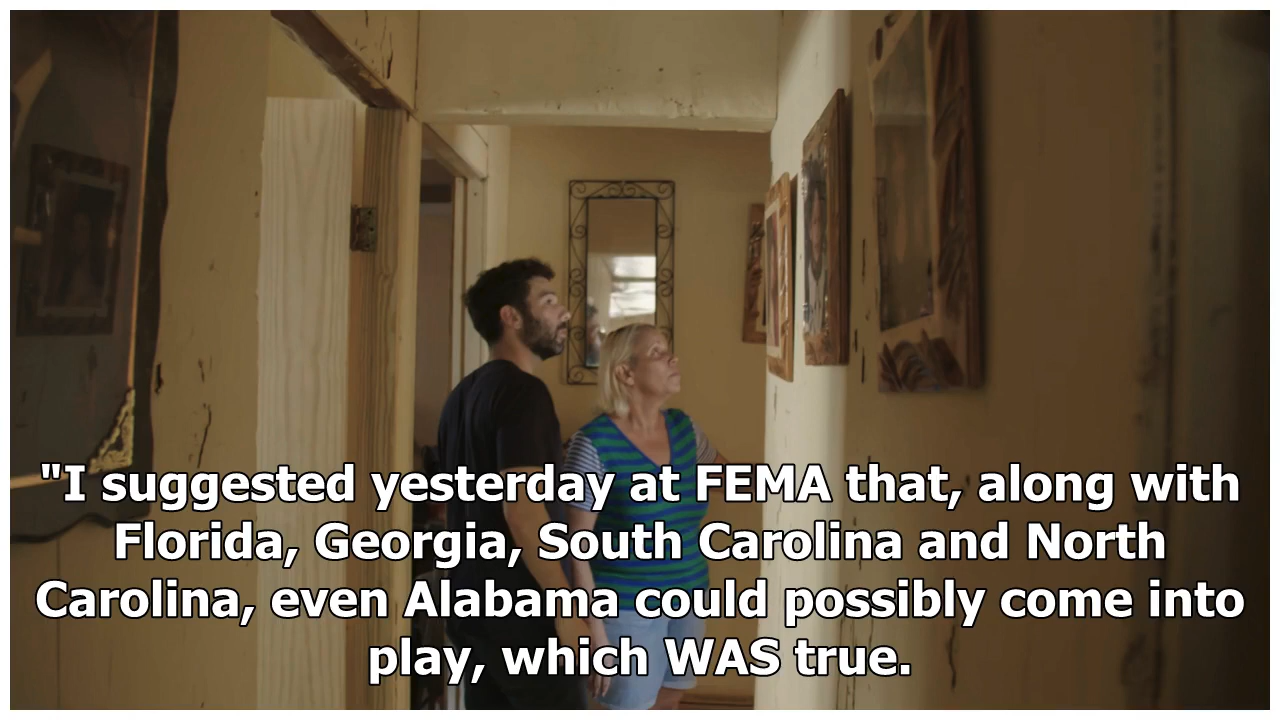 "I suggested yesterday at FEMA that, along with
Florida, Georgia, South Carolina and North
Carolina, even Alabama could possibly come into
play, which WAS true.